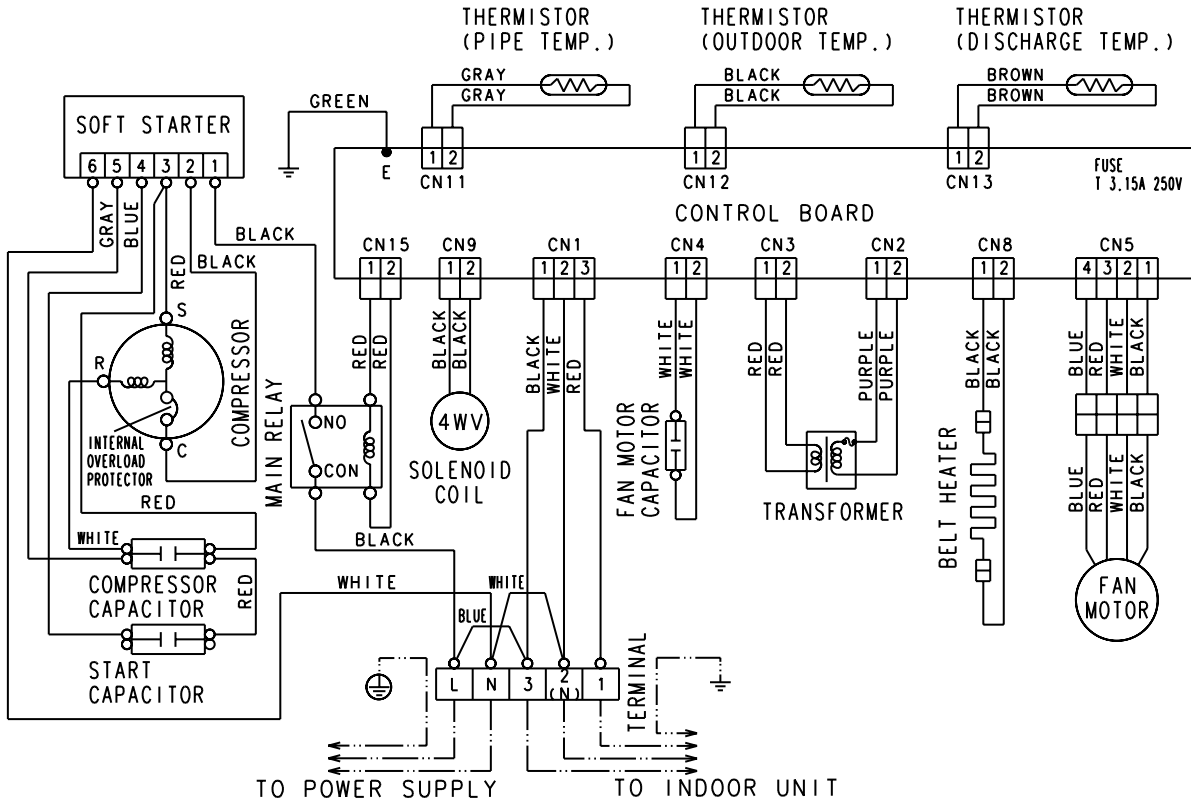 THERMISTOR
(PIPE TEMP.)
THERMISTOR
(OUTDOOR TEMP.)
THERMISTOR
(DISCHARGE TEMP.)
GRAY
GRAY
BLACK
BLACK
BROWN
BROWN
SOFT STARTER
6 5 4 3 2 1
GREEN
E
1 2
CN11
1 2
CN12
1 2
CN13
FUSE
T 3.15A 250V
CONTROL BOARD
GRAY
BLUE
RED
BLACK
BLACK
CN15
1 2
CN9
1 2
CN1
1 2 3
CN4
1 2
CN3
1 2
CN2
1 2
CN8
1 2
CN5
4 3 2 1
RED
RED
BLACK
BLACK
BLACK
WHITE
RED
WHITE
WHITE
RED
RED
PURPLE
PURPLE
BLACK
BLACK
BLUE
RED
WHITE
BLACK
S
R
C
COMPRESSOR
INTERNAL
OVERLOAD
PROTECTOR
MAIN RELAY
NO
CON
4WV
SOLENOID
COIL
FAN MOTOR
CAPACITOR
TRANSFORMER
BELT HEATER
BLUE
RED
WHITE
BLACK
FAN
MOTOR
RED
WHITE
COMPRESSOR
CAPACITOR
RED
START
CAPACITOR
BLACK
WHITE
WHITE
BLUE
L N 3 2 1
(N)
TERMINAL
TO POWER SUPPLY
TO INDOOR UNIT